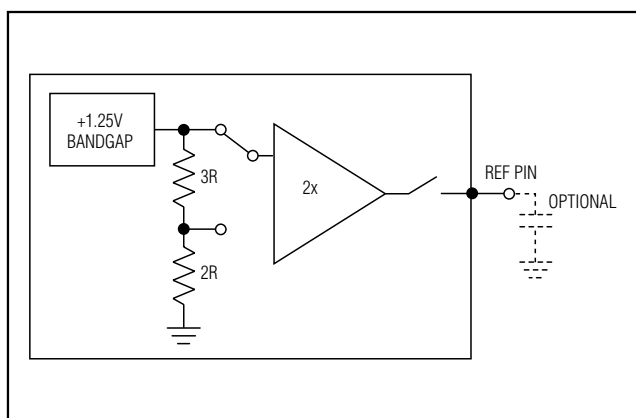 +1.25V
BANDGAP
3R
2R
2x
REF PIN
OPTIONAL